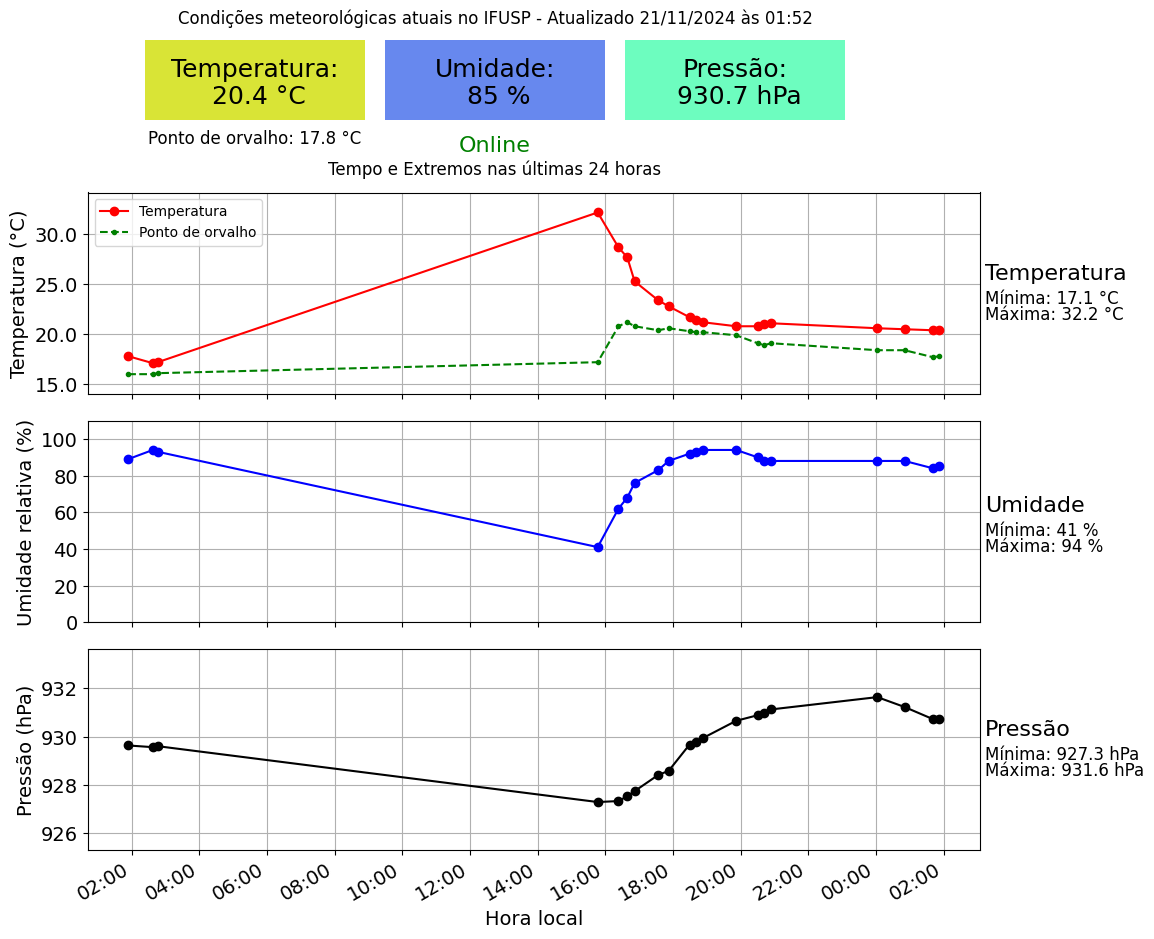 Condições meteorológicas atuais no IFUSP - Atualizado 21/11/2024 às 01:52
Temperatura:
20.4 °C
Umidade:
85 %
Pressão:
930.7 hPa
Ponto de orvalho: 17.8 °C
Online
Tempo e Extremos nas últimas 24 horas
Temperatura (°C)
30.0
25.0
20.0
15.0
Temperatura
Ponto de orvalho
Temperatura
Mínima: 17.1 °C
Máxima: 32.2 °C
Umidade relativa (%)
100
80
60
40
20
0
Umidade
Mínima: 41 %
Máxima: 94 %
Pressão (hPa)
932
930
928
926
Pressão
Mínima: 927.3 hPa
Máxima: 931.6 hPa
02:00 04:00 06:00 08:00 10:00 12:00 14:00 16:00 18:00 20:00 22:00 00:00 02:00
Hora local